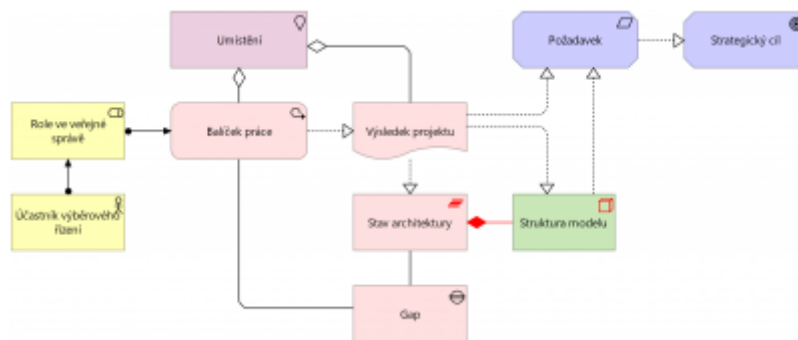 Umístění
Požadavek
Strategický cíl
Role ve veřejné
správě
Balíček práce
Výsledek projektu
Účastník výběrového
řízení
Stav architektury
Struktura modelu
Gap